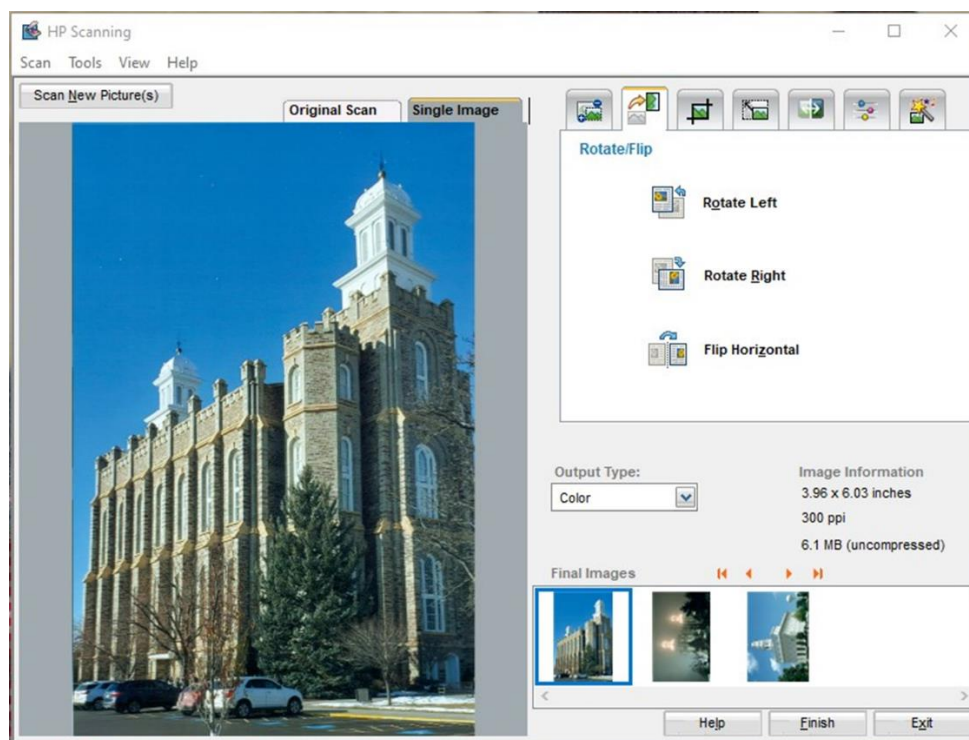 HP Scanning
Scan Tools View Help
Scan New Picture(s)
Original Scan
Single Image
Rotate/Flip
Rotate Left
Rotate Right
Flip Horizontal
Output Type:
Color
Image Information
3.96 x 6.03 inches
300 ppi
6.1 MB (uncompressed)
Final Images
Help Finish Exit